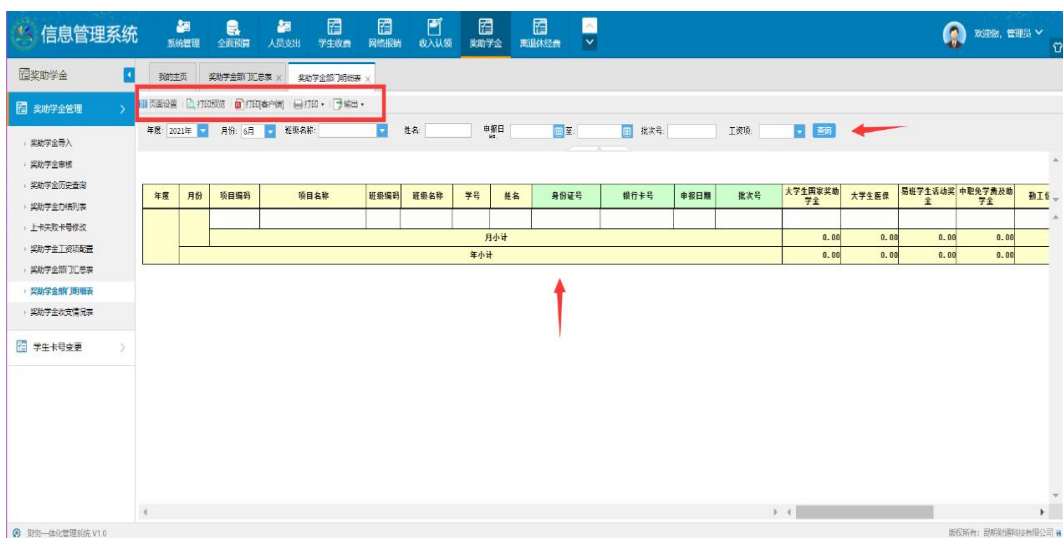 信息管理系统
系统管理 全面预算 人员支出 学生收费 网络报销 收入认领 奖助学金 离退休经费
欢迎您, 管理员
奖助学金
我的主页 奖助学金部门汇总表 × 奖助学金部门明细表 ×
奖助学金管理
页面设置 打印预览 打印[客户端] 打印 输出
年度: 2021年 月份: 6月 班级名称: 姓名: 申报日 至: 批次号: 工资项: 查询
奖助学金导入
奖助学金审核
奖助学金历史查询
奖助学金办结列表
上卡失败卡号修改
奖助学金工资项配置
奖助学金部门汇总表
奖助学金部门明细表
奖助学金收支情况表
学生卡号变更
年度 月份 项目编码 项目名称 班级编码 班级名称 学号 姓名 身份证号 银行卡号 申报日期 批次号 大学生国家奖助学金 大学生医保 易班学生活动奖金 中职免学费及助学金 勤工
月小计 0.00 0.00 0.00 0.00
年小计 0.00 0.00 0.00 0.00
财务一体化管理系统 V1.0